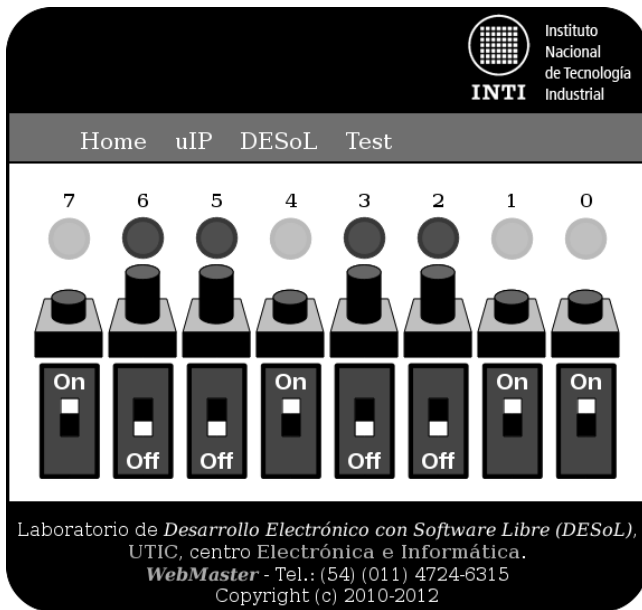 Instituto
Nacional
de Tecnología
Industrial
INTI
Home uIP DESoL Test
7 6 5 4 3 2 1 0
On Off Off On Off Off On On
Laboratorio de Desarrollo Electrónico con Software Libre (DESoL),
UTIC, centro Electrónica e Informática.
WebMaster - Tel.: (54) (011) 4724-6315
Copyright (c) 2010-2012